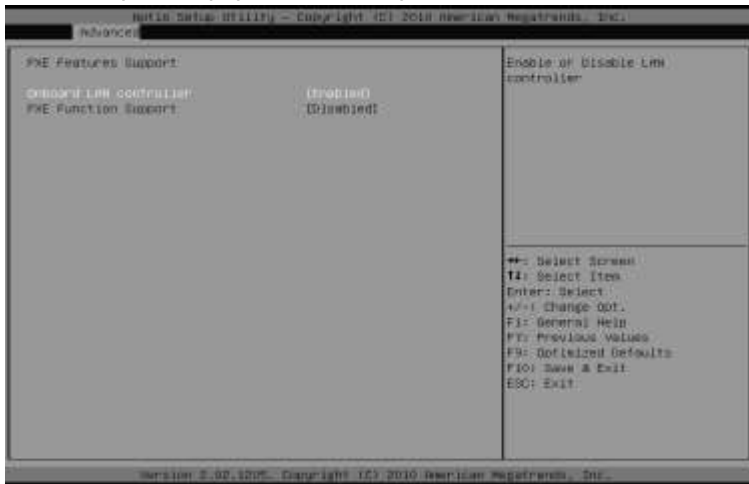 Aptio Setup Utility – Copyright (C) 2010 American Megatrends, Inc.
Advanced
PXE Features Support
Onboard LAN controller [Enabled]
PXE Function Support [Disabled]
Enable or Disable LAN
controller
↔: Select Screen
↑↓: Select Item
Enter: Select
+/-: Change Opt.
F1: General Help
F7: Previous Values
F9: Optimized Defaults
F10: Save & Exit
ESC: Exit
Version 2.02.1205. Copyright (C) 2010 American Megatrends, Inc.